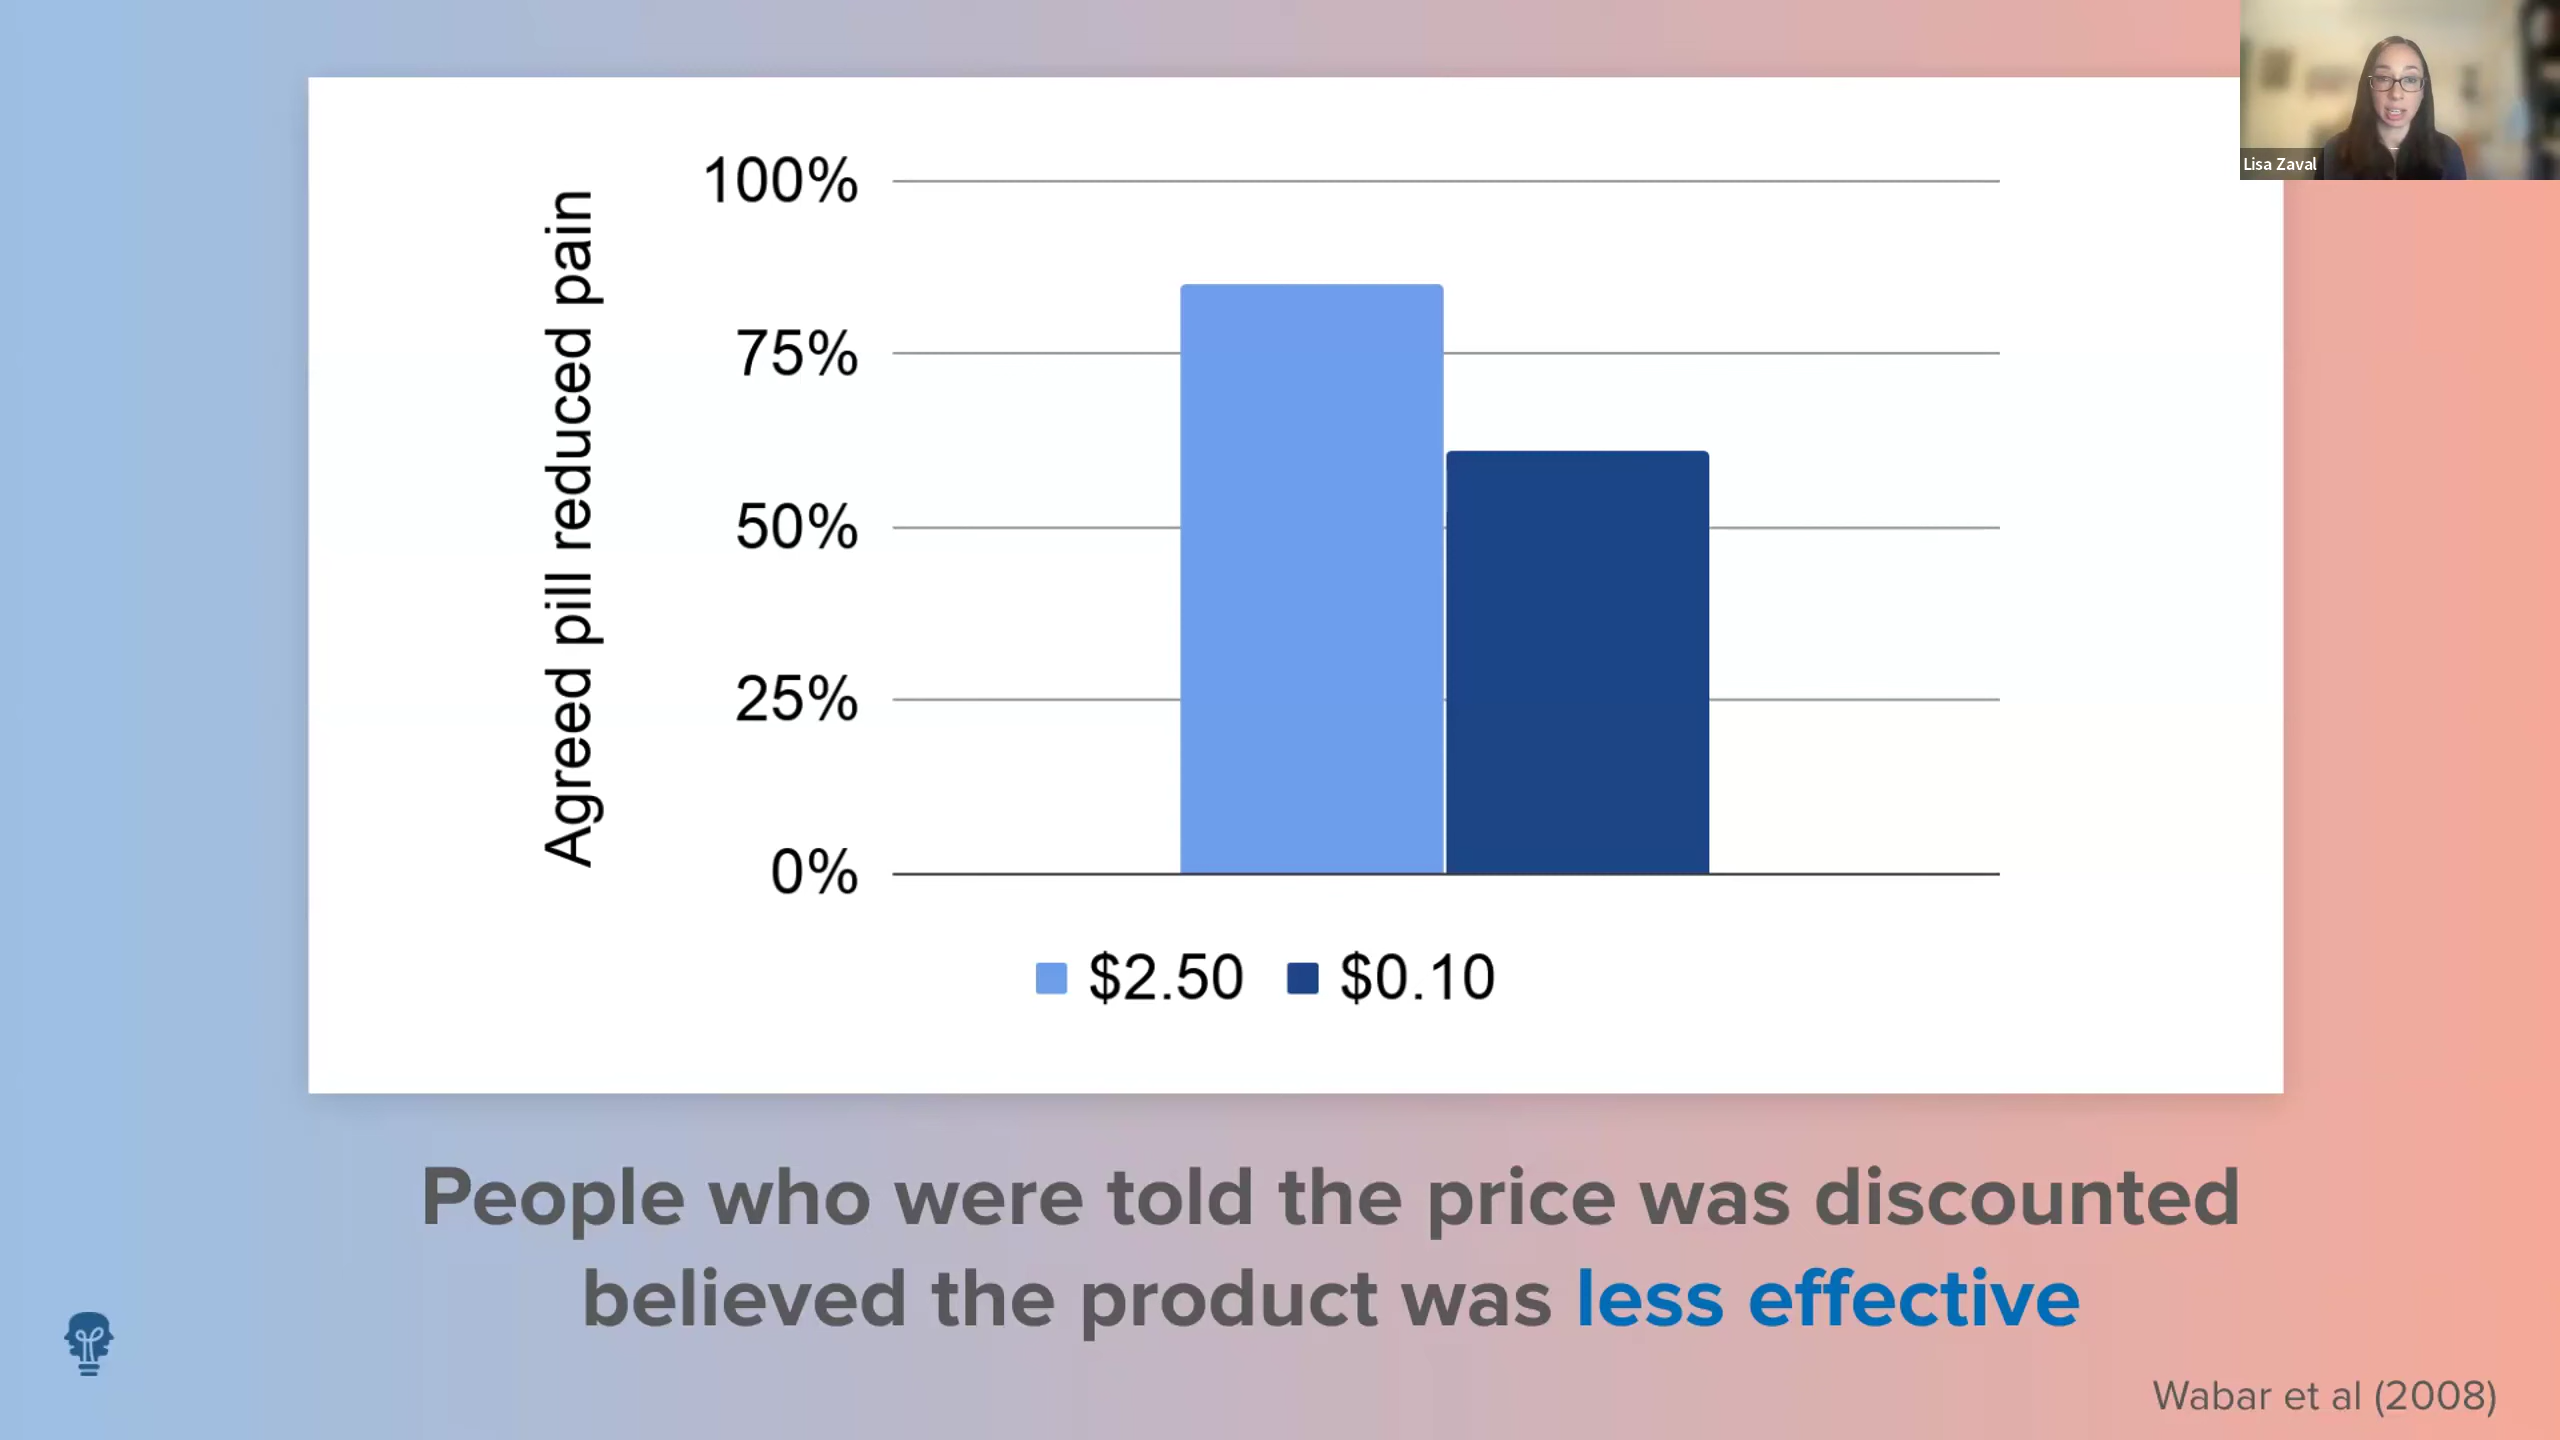 Lisa Zaval
Agreed pill reduced pain
100%
75%
50%
25%
0%
$2.50 $0.10
People who were told the price was discounted
believed the product was less effective
Wabar et al (2008)